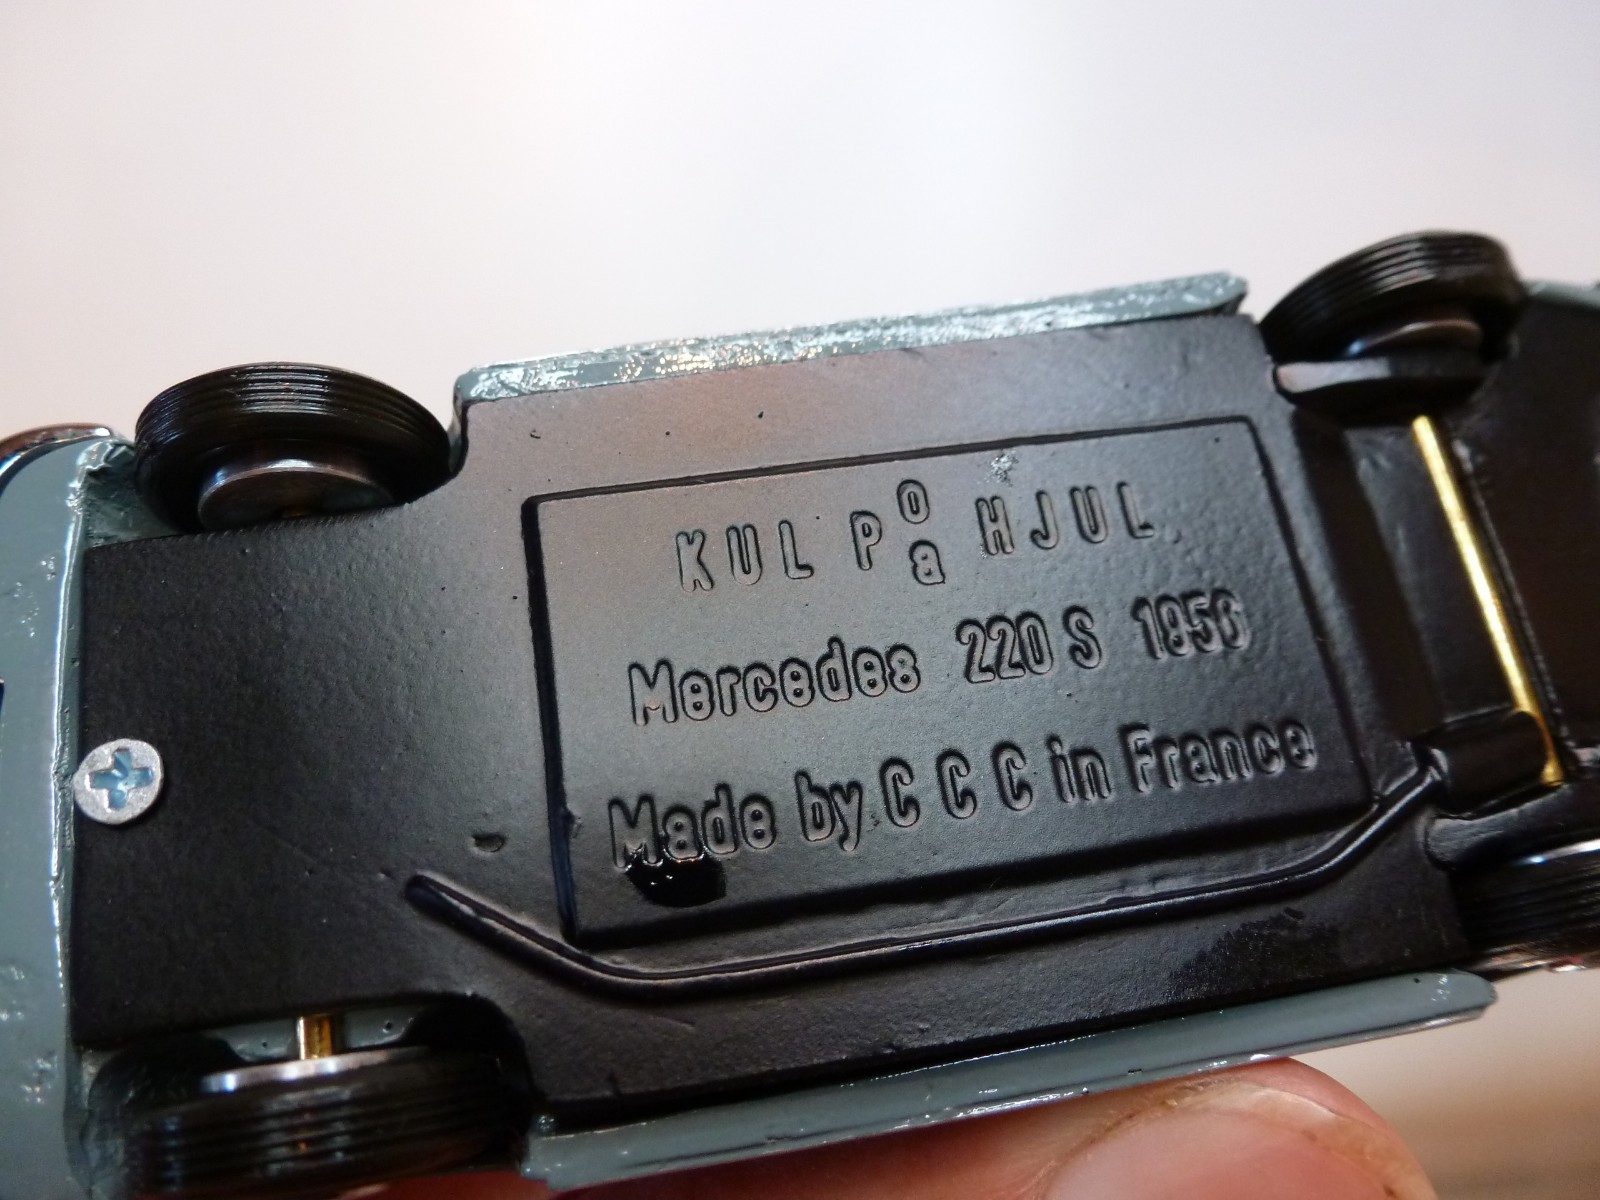 KUL På HJUL
Mercedes 220 S 1956
Made by C C C in France